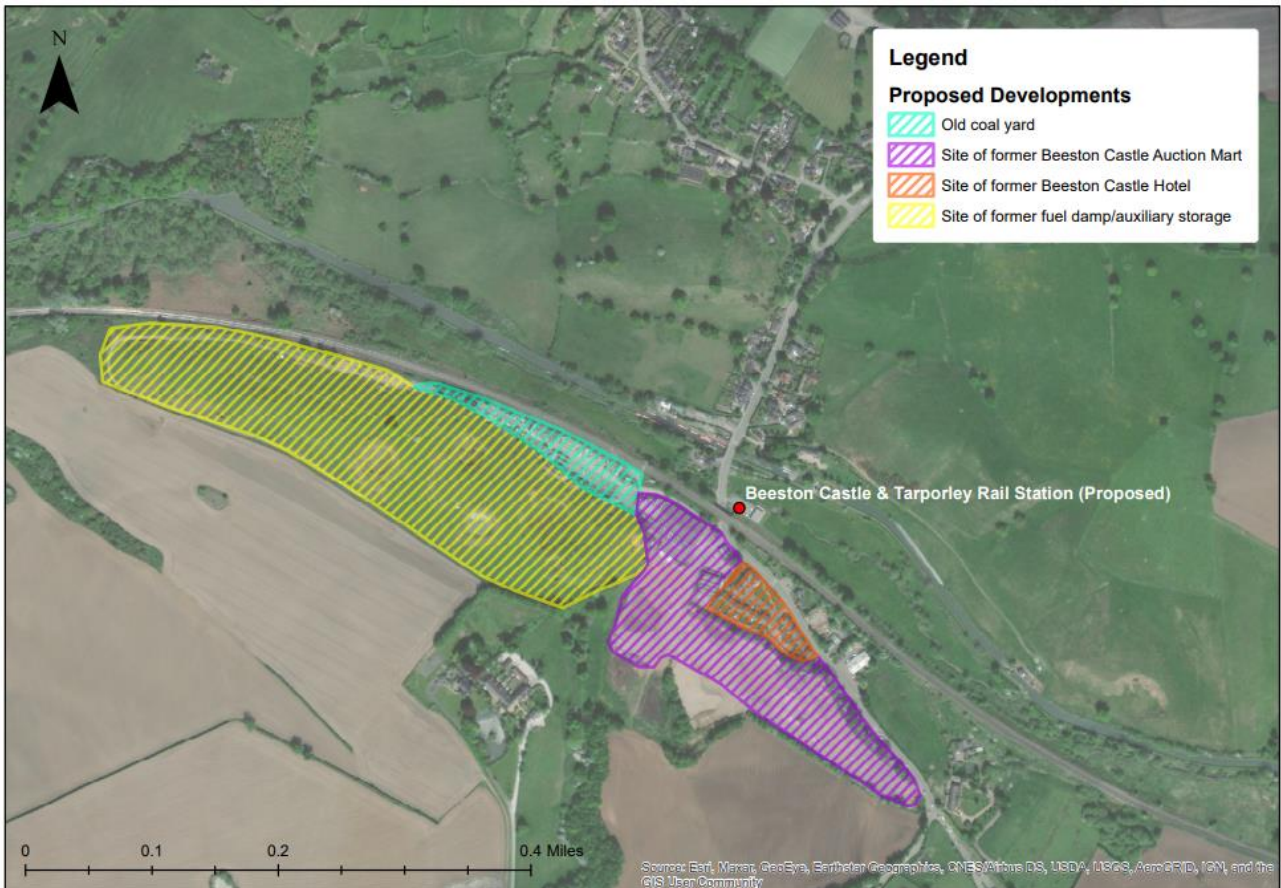 N
Legend
Proposed Developments
Old coal yard
Site of former Beeston Castle Auction Mart
Site of former Beeston Castle Hotel
Site of former fuel damp/auxiliary storage
Beeston Castle & Tarporley Rail Station (Proposed)
0 0.1 0.2 0.4 Miles
Source: Esri, Maxar, GeoEye, Earthstar Geographics, CNES/Airbus DS, USDA, USGS, AeroGRID, IGN, and the
GIS User Community